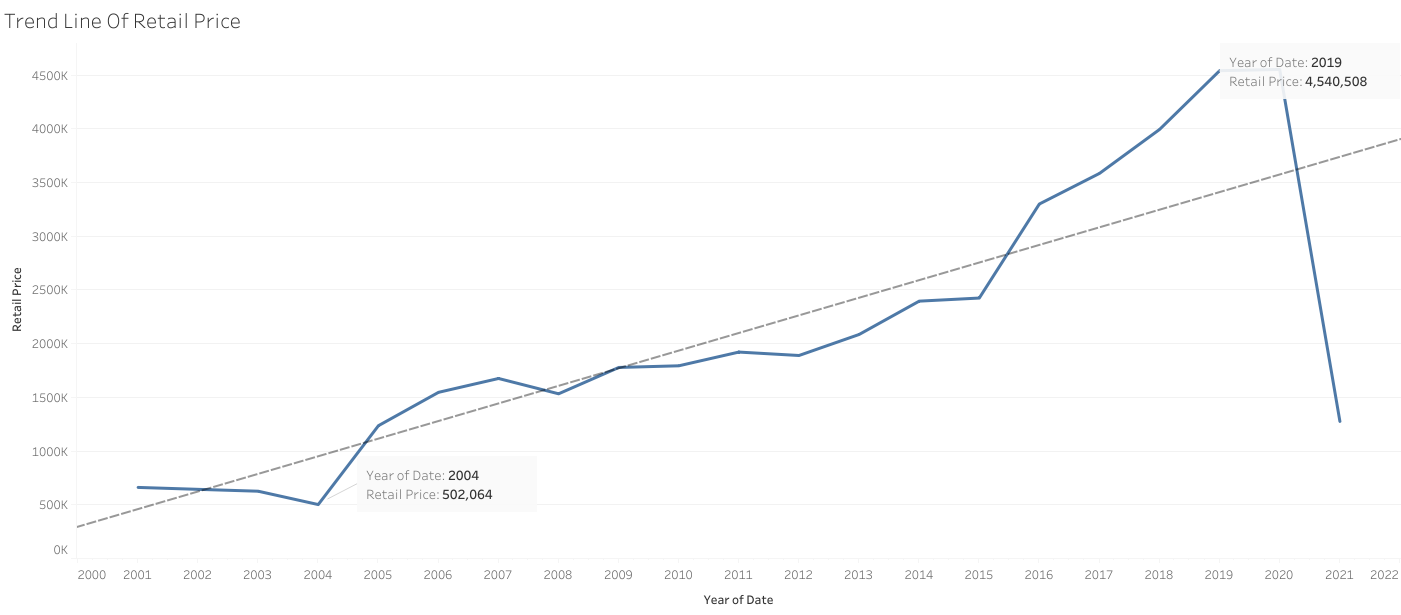 Trend Line Of Retail Price
Year of Date: 2019
Retail Price: 4,540,508
4500K
4000K
3500K
3000K
2500K
2000K
1500K
1000K
500K
0K
Retail Price
Year of Date: 2004
Retail Price: 502,064
2000 2001 2002 2003 2004 2005 2006 2007 2008 2009 2010 2011 2012 2013 2014 2015 2016 2017 2018 2019 2020 2021 2022
Year of Date